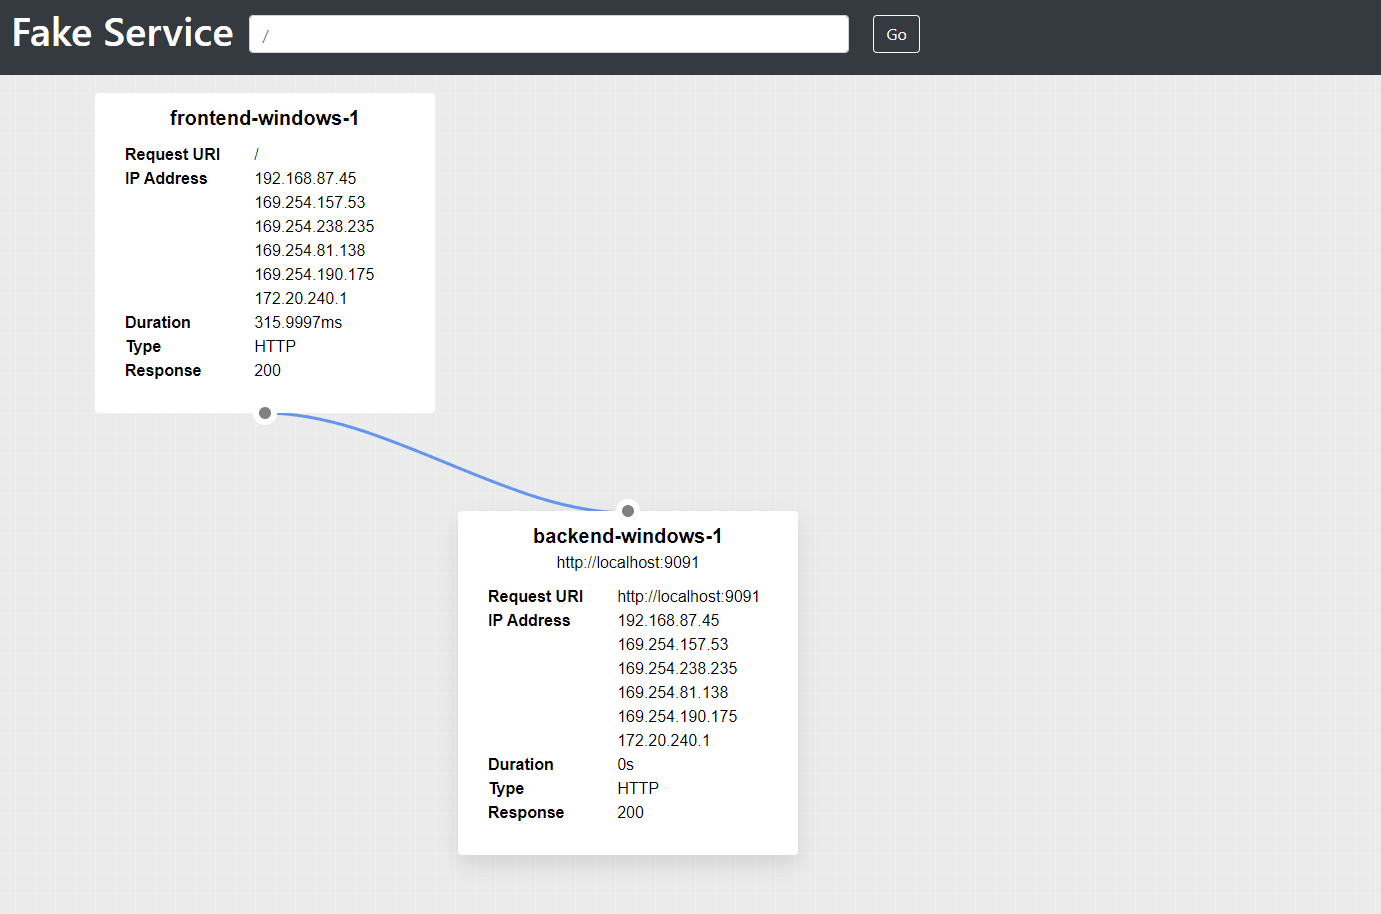 Fake Service
/
Go
frontend-windows-1
Request URI /
IP Address 192.168.87.45
169.254.157.53
169.254.238.235
169.254.81.138
169.254.190.175
172.20.240.1
Duration 315.9997ms
Type HTTP
Response 200
backend-windows-1
http://localhost:9091
Request URI http://localhost:9091
IP Address 192.168.87.45
169.254.157.53
169.254.238.235
169.254.81.138
169.254.190.175
172.20.240.1
Duration 0s
Type HTTP
Response 200